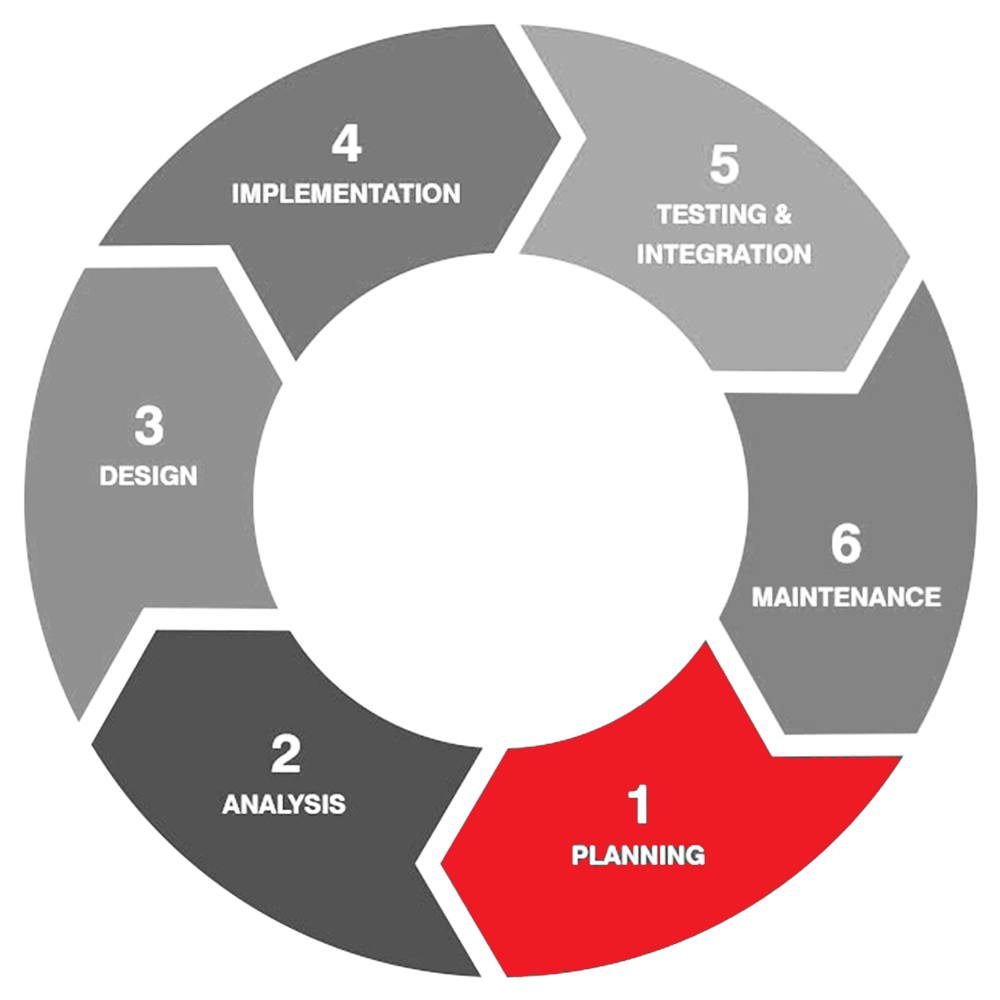 1
PLANNING
2
ANALYSIS
3
DESIGN
4
IMPLEMENTATION
5
TESTING &
INTEGRATION
6
MAINTENANCE